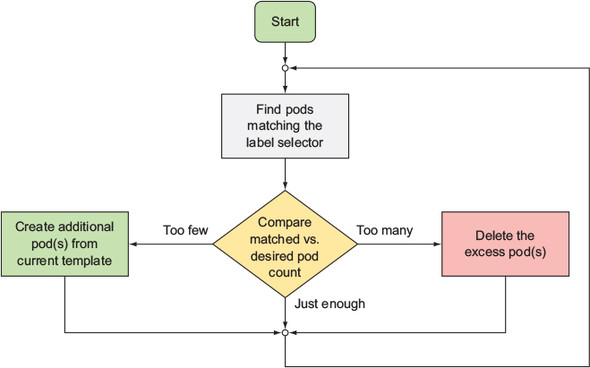 Start
Find pods
matching the
label selector
Too few
Compare
matched vs.
desired pod
count
Too many
Create additional
pod(s) from
current template
Delete the
excess pod(s)
Just enough